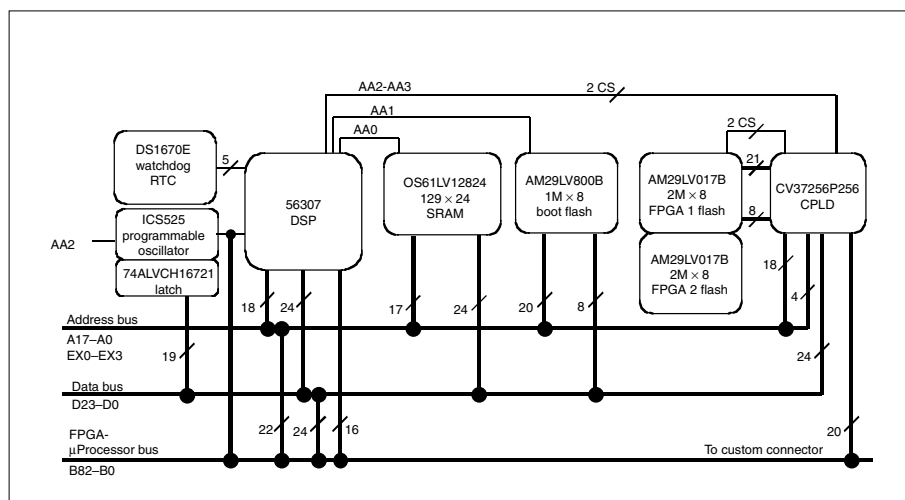 AA2-AA3
2 CS
AA1
2 CS
AA0
DS1670E
watchdog
RTC
5
56307
DSP
OS61LV12824
129 × 24
SRAM
AM29LV800B
1M × 8
boot flash
AM29LV017B
2M × 8
FPGA 1 flash
21
8
CV37256P256
CPLD
AA2
ICS525
programmable
oscillator
74ALVCH16721
latch
AM29LV017B
2M × 8
FPGA 2 flash
18
24
17
24
20
8
18
4
Address bus
A17–A0
EX0–EX3
19
24
Data bus
D23–D0
FPGA-
µProcessor bus
B82–B0
22
24
16
To custom connector
20